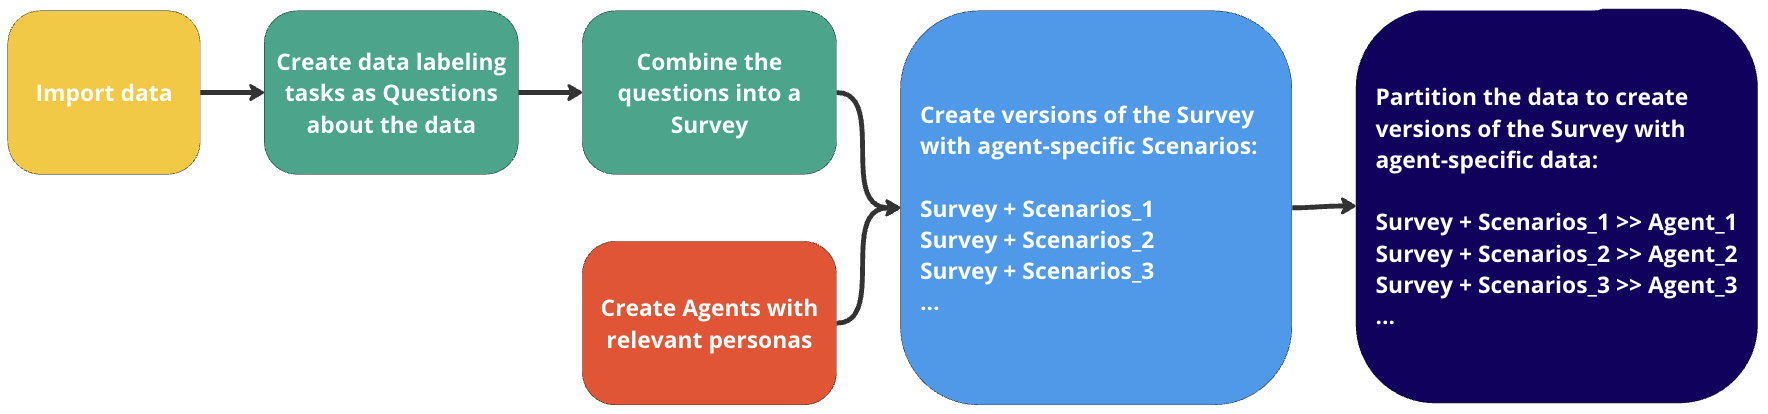 Import data
Create data labeling
tasks as Questions
about the data
Combine the
questions into a
Survey
Create Agents with
relevant personas
Create versions of the Survey
with agent-specific Scenarios:
Survey + Scenarios_1
Survey + Scenarios_2
Survey + Scenarios_3
...
Partition the data to create
versions of the Survey with
agent-specific data:
Survey + Scenarios_1 >> Agent_1
Survey + Scenarios_2 >> Agent_2
Survey + Scenarios_3 >> Agent_3
...